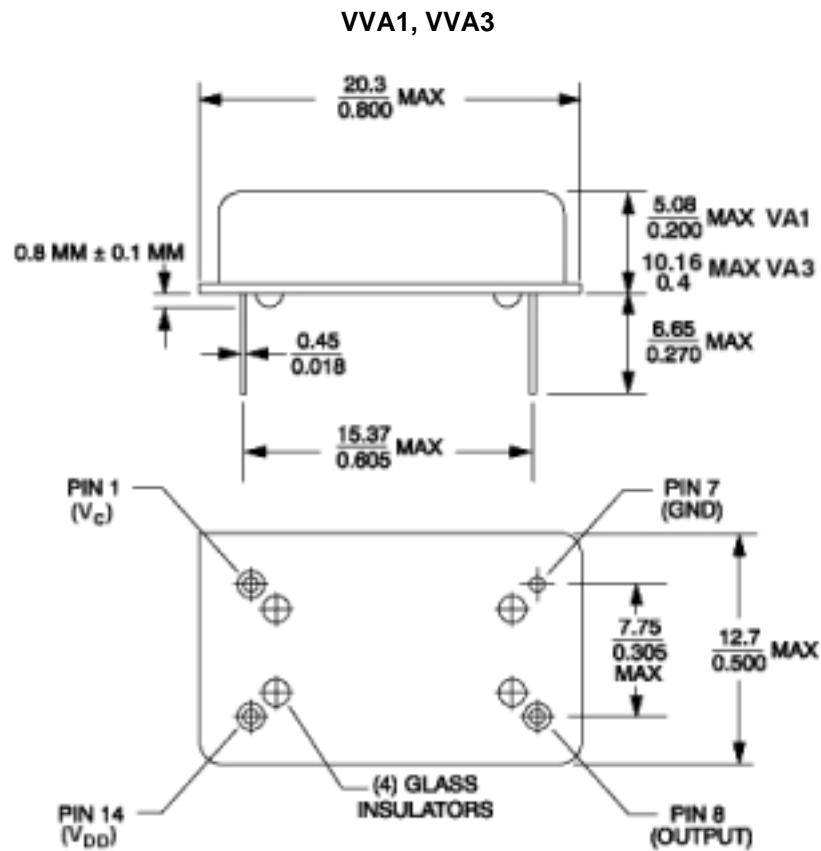 VVA1, VVA3
20.3
0.800 MAX
5.08
0.200 MAX VA1
0.8 MM ± 0.1 MM
10.16
0.4 MAX VA3
0.45
0.018
6.65
0.270 MAX
15.37
0.605 MAX
PIN 1
(VC)
PIN 7
(GND)
7.75
0.305
MAX
12.7
0.500 MAX
(4) GLASS
INSULATORS
PIN 14
(VDD)
PIN 8
(OUTPUT)